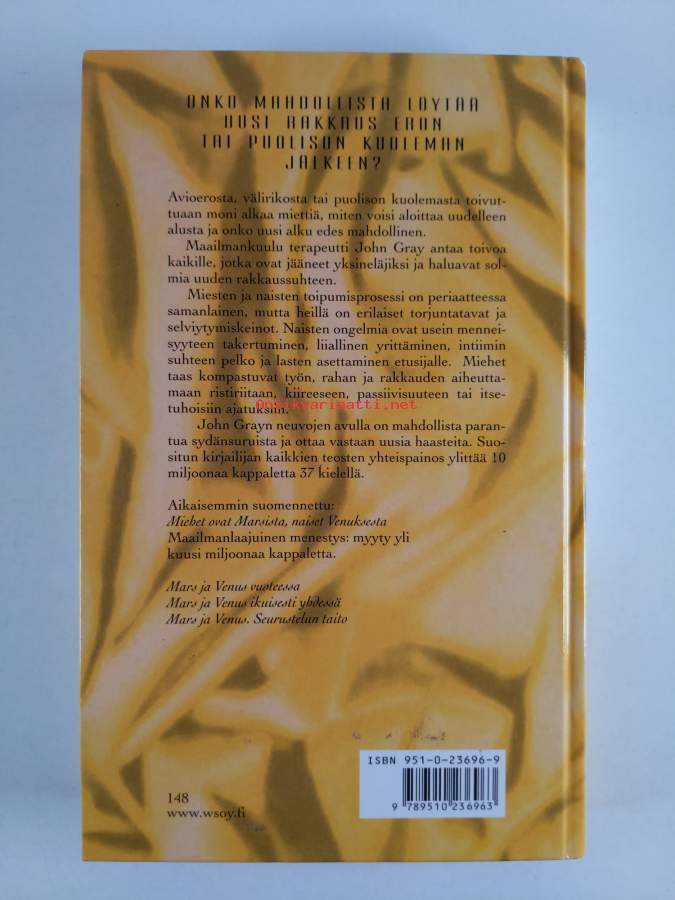 ONKO MAHDOLLISTA LÖYTÄÄ
UUSI RAKKAUS ERON
TAI PUOLISON KUOLEMAN
JÄLKEEN?
Avioerosta, välirikosta tai puolison kuolemasta toivut-
tuaan moni alkaa miettiä, miten voisi aloittaa uudelleen
alusta ja onko uusi alku edes mahdollinen.
Maailmankuulu terapeutti John Gray antaa toivoa
kaikille, jotka ovat jääneet yksineläjiksi ja haluavat sol-
mia uuden rakkaussuhteen.
Miesten ja naisten toipumisprosessi on periaatteessa
samanlainen, mutta heillä on erilaiset torjuntatavat ja
selviytymiskeinot. Naisten ongelmia ovat usein mennei-
syyteen takertuminen, liiallinen yrittäminen, intiimin
suhteen pelko ja lasten asettaminen etusijalle. Miehet
taas kompastuvat työn, rahan ja rakkauden aiheutta-
maan ristiriitaan, kiireeseen, passiivisuuteen tai itse-
tuhoisiin ajatuksiin.
Antikvariaatti.net
John Grayn neuvojen avulla on mahdollista paran-
tua sydänsuruista ja ottaa vastaan uusia haasteita. Suo-
situn kirjailijan kaikkien teosten yhteispainos ylittää 10
miljoonaa kappaletta 37 kielellä.
Aikaisemmin suomennettu:
Miehet ovat Marsista, naiset Venuksesta
Maailmanlaajuinen menestys: myyty yli
kuusi miljoonaa kappaletta.
Mars ja Venus vuoteessa
Mars ja Venus ikuisesti yhdessä
Mars ja Venus. Seurustelun taito
ISBN 951-0-23696-9
9 789510 236963
148
www.wsoy.fi